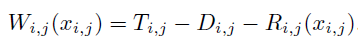 W_{i,j}(x_{i,j}) = T_{i,j} − D_{i,j} − R_{i,j}(x_{i,j})